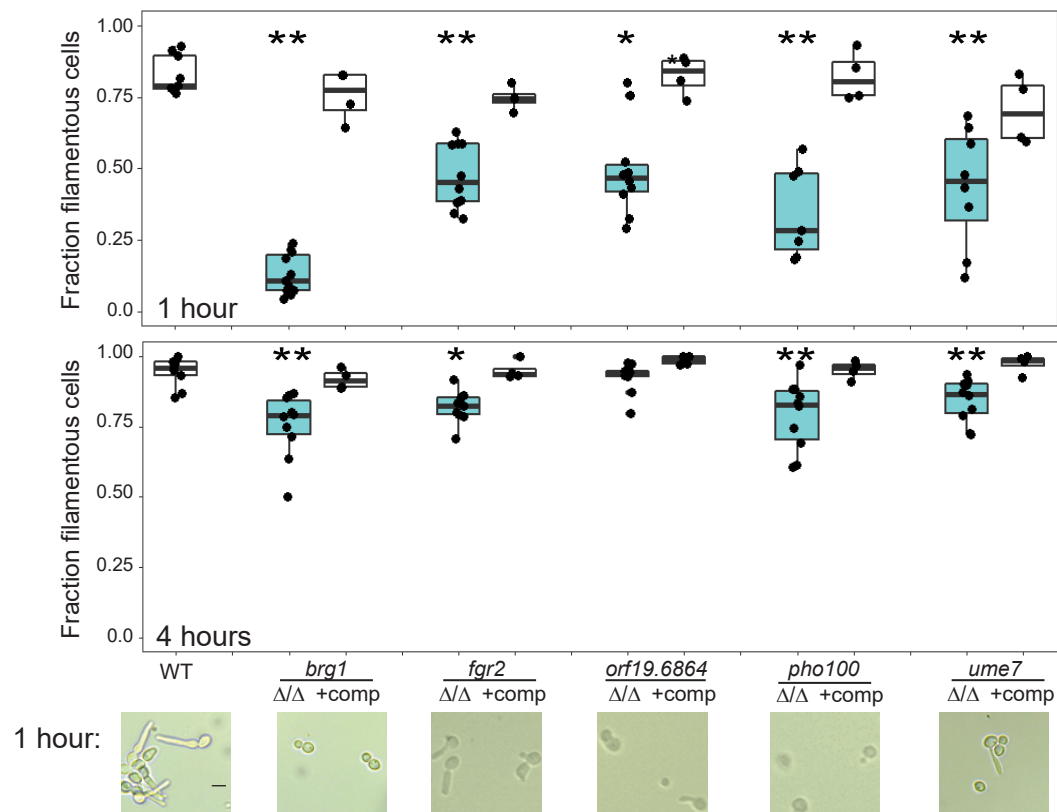 1.00
0.75
0.50
0.25
0.0
Fraction filamentous cells
** ** * * ** **
1 hour
1.00
0.75
0.50
0.25
0.0
Fraction filamentous cells
** * ** **
4 hours
WT brg1 fgr2 orf19.6864 pho100 ume7
Δ/Δ +comp Δ/Δ +comp Δ/Δ +comp Δ/Δ +comp Δ/Δ +comp
1 hour: